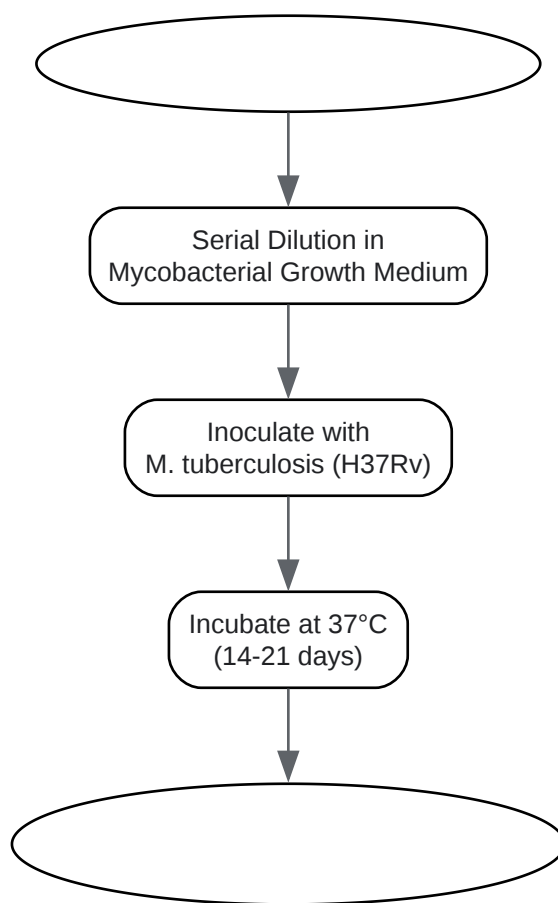 Serial Dilution in
Mycobacterial Growth Medium
Inoculate with
M. tuberculosis (H37Rv)
Incubate at 37°C
(14-21 days)